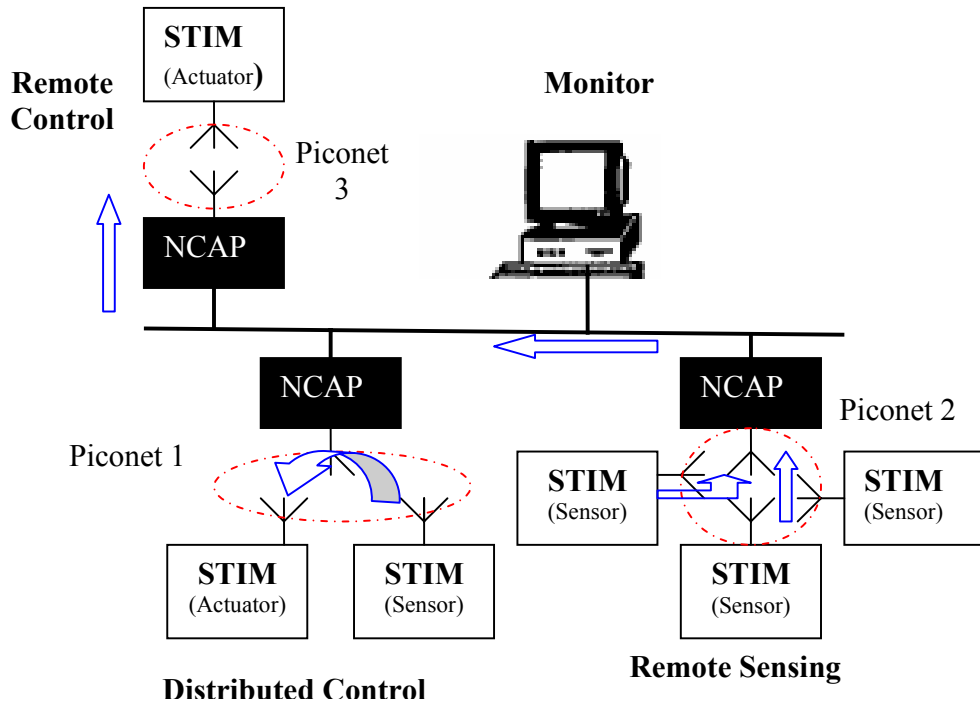 STIM
(Actuator)
Remote
Control
Monitor
Piconet
3
NCAP
NCAP
NCAP
Piconet 2
Piconet 1
STIM
(Sensor)
STIM
(Sensor)
STIM
(Actuator)
STIM
(Sensor)
STIM
(Sensor)
Remote Sensing
Distributed Control